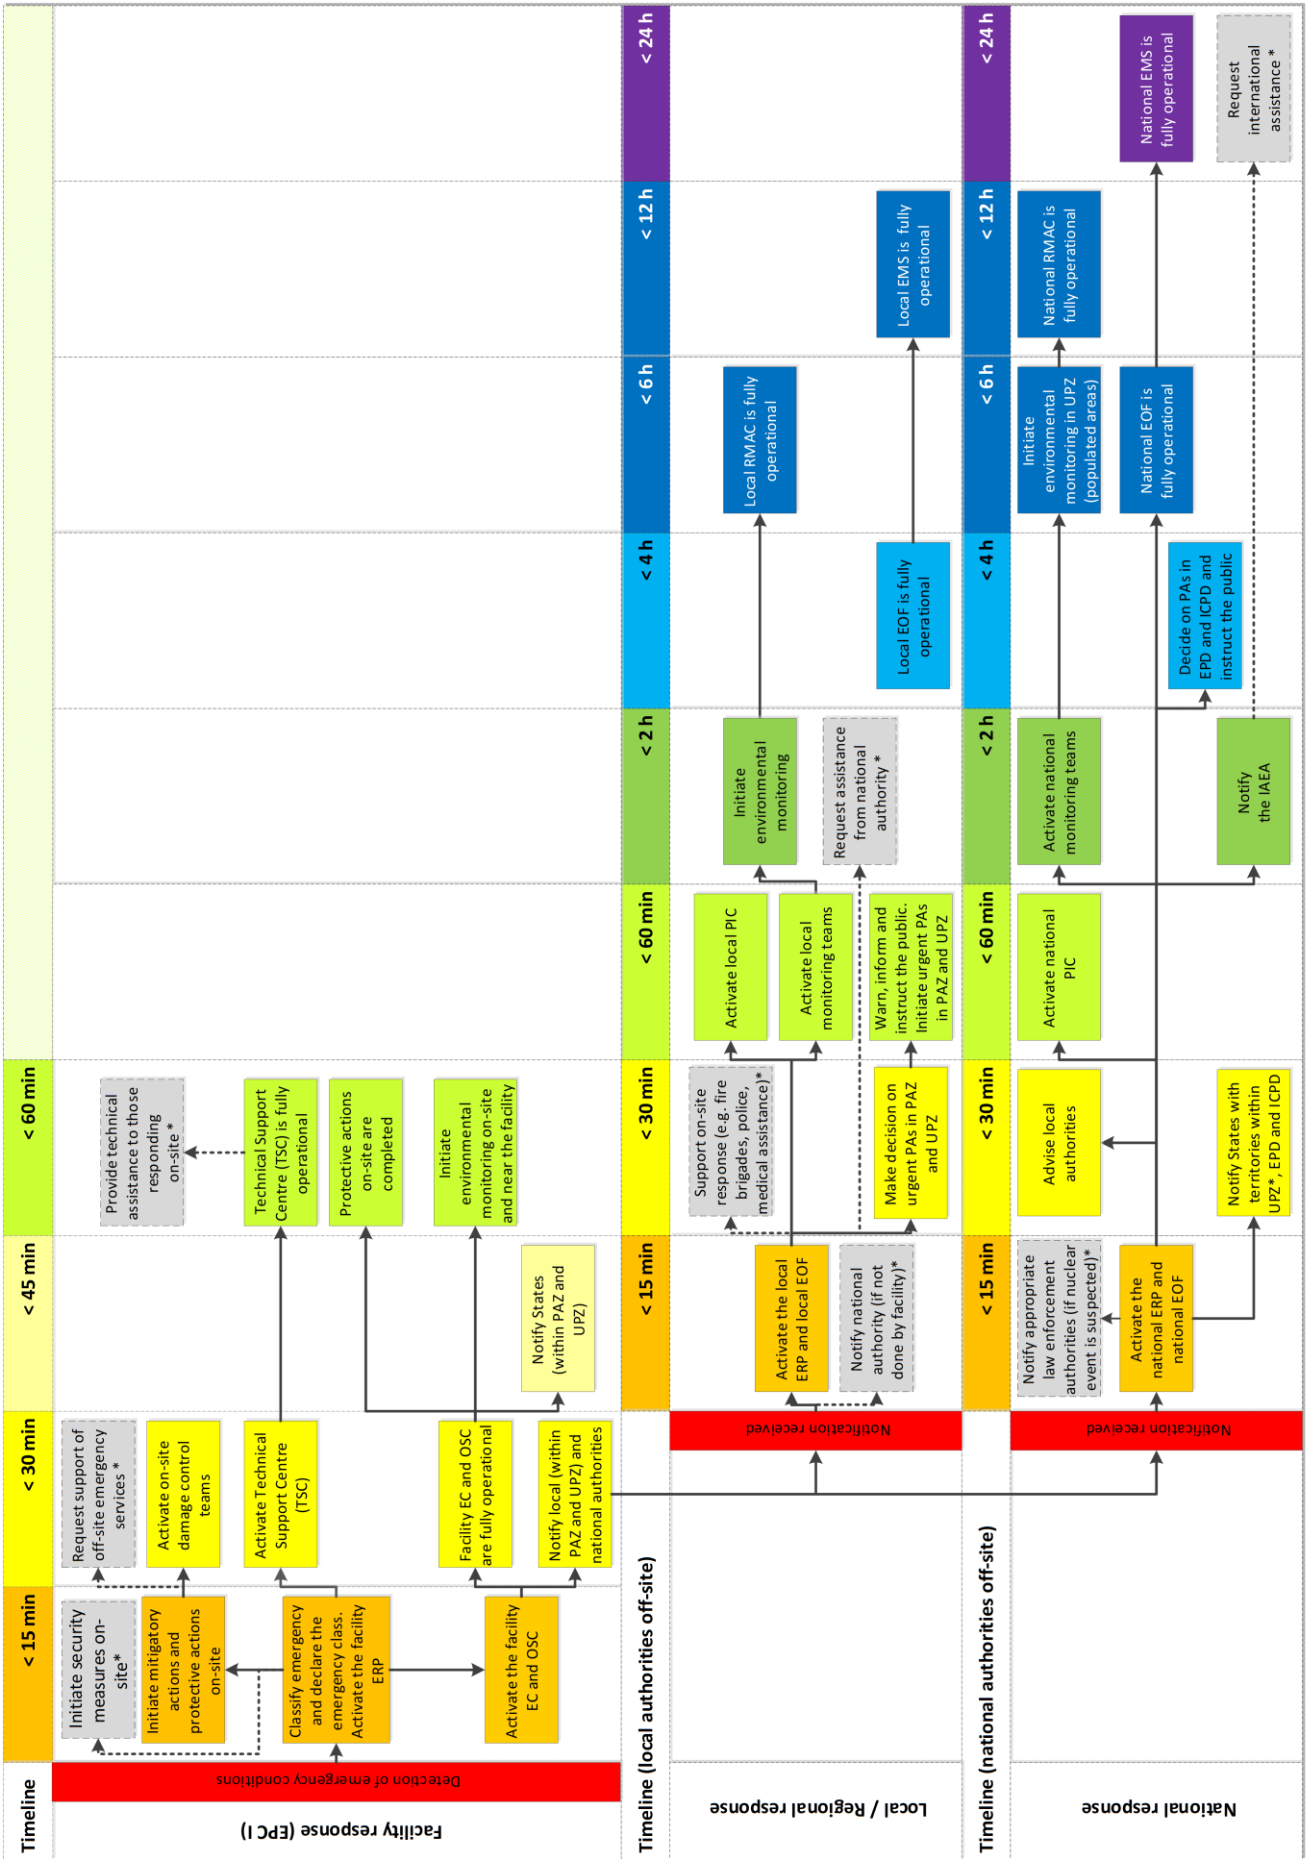 Timeline
< 15 min
< 30 min
< 45 min
< 60 min
Facility response (EPC I)
Detection of emergency conditions
Initiate security
measures on-
site*
Initiate mitigatory
actions and
protective actions
on-site
Classify emergency
and declare the
emergency class.
Activate the facility
ERP
Activate the facility
EC and OSC
Request support of
off-site emergency
services *
Activate on-site
damage control
teams
Activate Technical
Support Centre
(TSC)
Facility EC and OSC
are fully operational
Notify local (within
PAZ and UPZ) and
national authorities
Notify States
(within PAZ and
UPZ)
Provide technical
assistance to those
responding
on-site *
Technical Support
Centre (TSC) is fully
operational
Protective actions
on-site are
completed
Initiate
environmental
monitoring on-site
and near the facility
Timeline (local authorities off-site)
< 15 min
< 30 min
< 60 min
< 2 h
< 4 h
< 6 h
< 12 h
< 24 h
Local / Regional response
Notification received
Activate the local
ERP and local EOF
Notify national
authority (if not
done by facility)*
Support on-site
response (e.g. fire
brigades, police,
medical assistance)*
Make decision on
urgent PAs in PAZ
and UPZ
Activate local PIC
Activate local
monitoring teams
Warn, inform and
instruct the public.
Initiate urgent PAs
in PAZ and UPZ
Initiate
environmental
monitoring
Request assistance
from national
authority *
Local EOF is fully
operational
Local RMAC is fully
operational
Local EMS is fully
operational
Timeline (national authorities off-site)
< 15 min
< 30 min
< 60 min
< 2 h
< 4 h
< 6 h
< 12 h
< 24 h
National response
Notification received
Notify appropriate
law enforcement
authorities (if nuclear
event is suspected)*
Activate the
national ERP and
national EOF
Advise local
authorities
Notify States with
territories within
UPZ*, EPD and ICPD
Activate national
PIC
Activate national
monitoring teams
Notify
the IAEA
Decide on PAs in
EPD and ICPD and
instruct the public
Initiate
environmental
monitoring in UPZ
(populated areas)
National EOF is
fully operational
National RMAC is
fully operational
National EMS is
fully operational
Request
international
assistance *